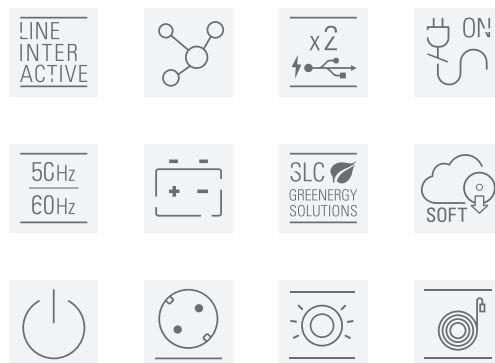 LINE
INTER
ACTIVE
x2
ON
50Hz
60Hz
SLC
GREENERGY
SOLUTIONS
SOFT